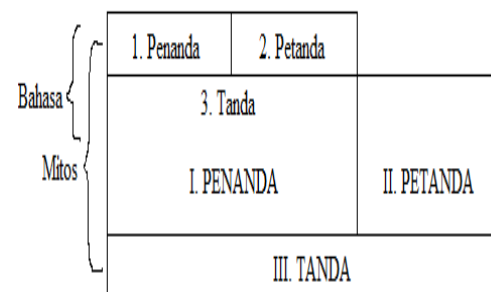 1. Penanda 2. Petanda
Bahasa
3. Tanda
Mitos
I. PENANDA II. PETANDA
III. TANDA